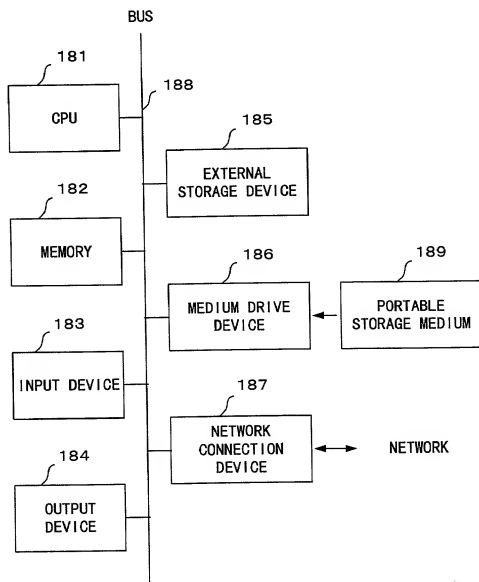 BUS
181
188
CPU
185
EXTERNAL
STORAGE DEVICE
182
MEMORY
186
189
MEDIUM DRIVE
DEVICE
PORTABLE
STORAGE MEDIUM
183
INPUT DEVICE
187
NETWORK
CONNECTION
DEVICE
NETWORK
184
OUTPUT
DEVICE